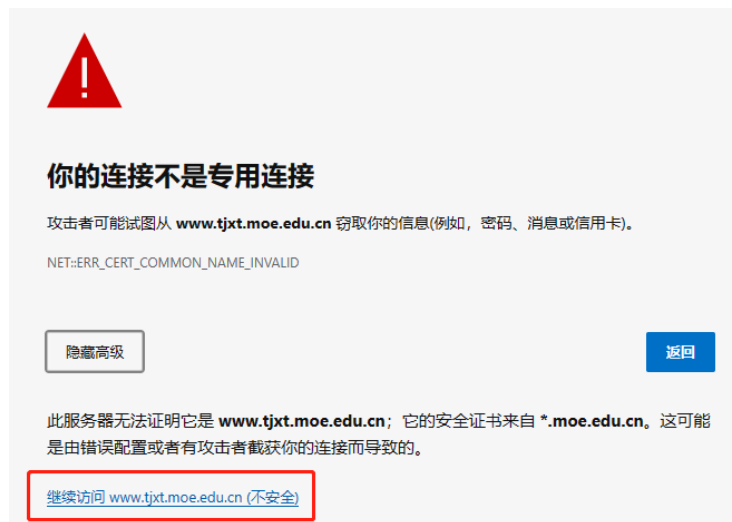 你的连接不是专用连接
攻击者可能试图从 www.tjxt.moe.edu.cn 窃取你的信息(例如，密码、消息或信用卡)。
NET::ERR_CERT_COMMON_NAME_INVALID
隐藏高级
返回
此服务器无法证明它是 www.tjxt.moe.edu.cn；它的安全证书来自 *.moe.edu.cn。这可能
是由错误配置或者有攻击者截获你的连接而导致的。
继续访问 www.tjxt.moe.edu.cn (不安全)